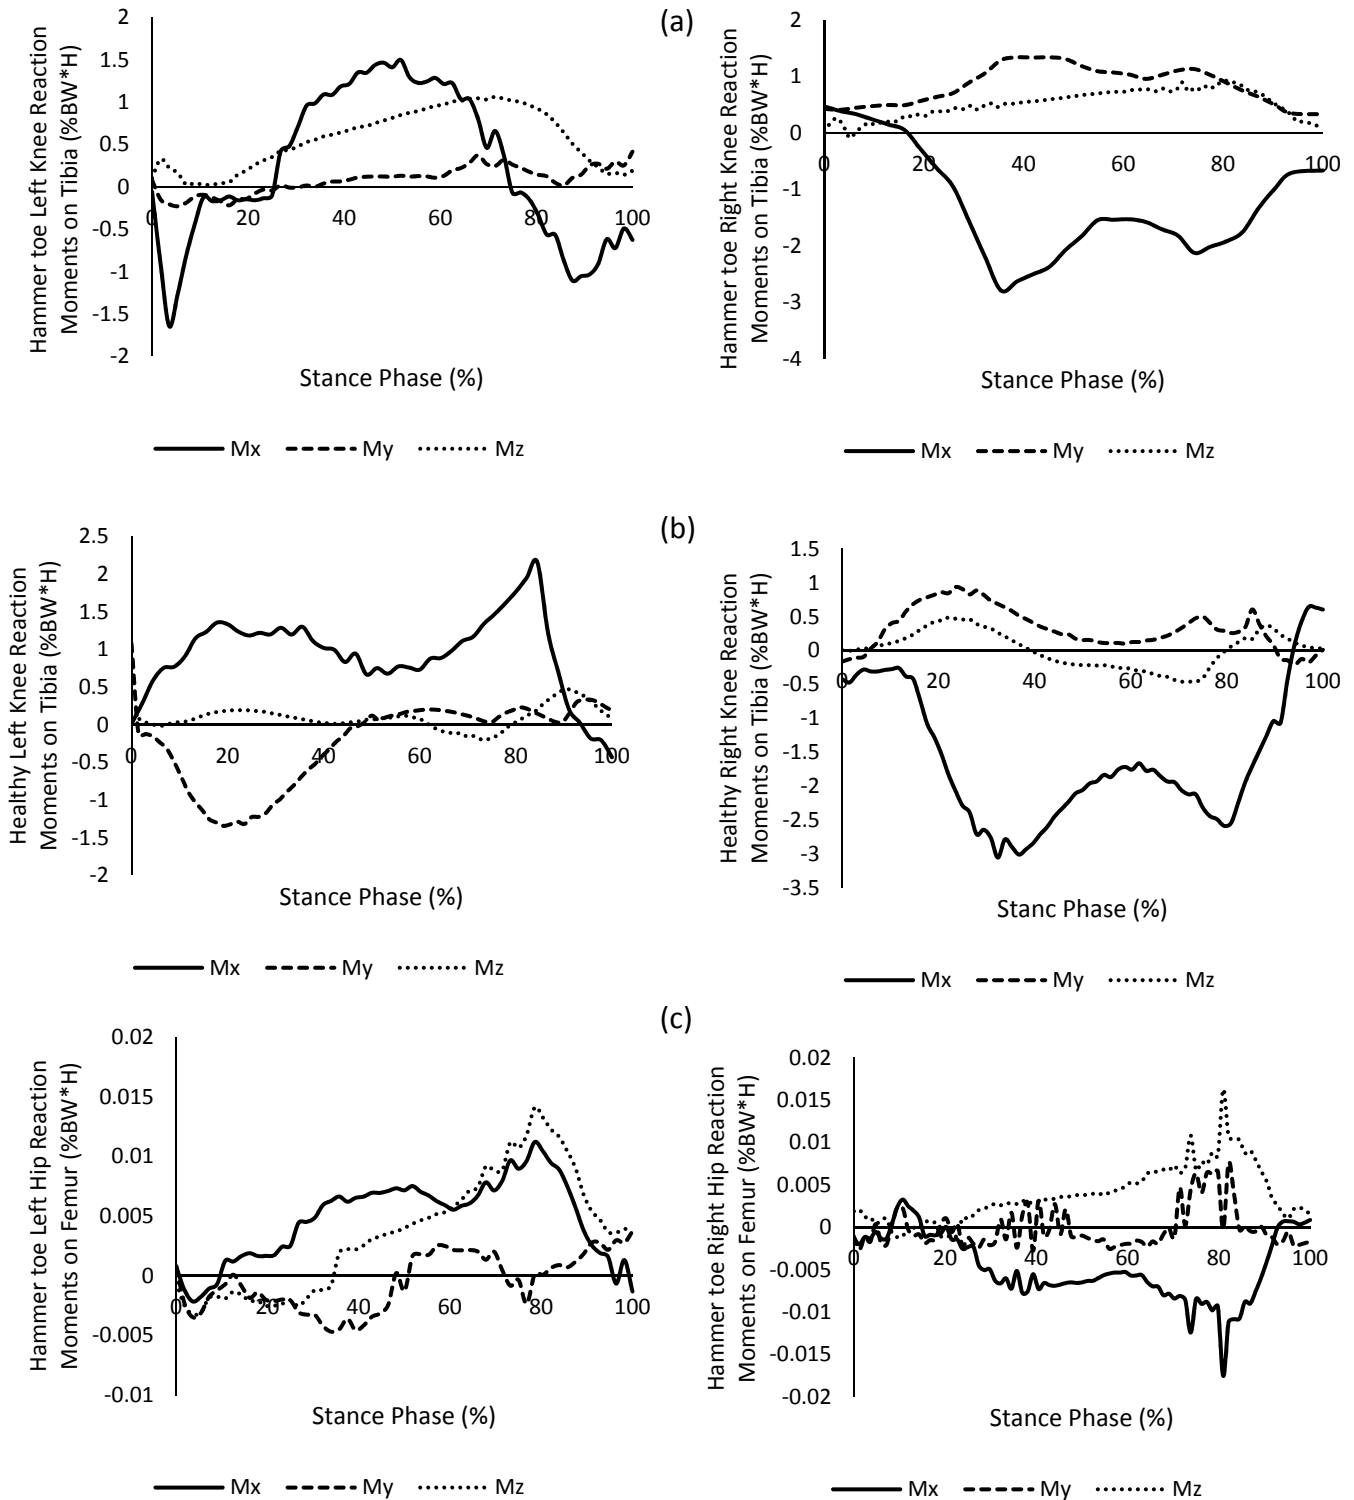 (a)
Hammer toe Left Knee Reaction
Moments on Tibia (%BW*H)
2
1.5
1
0.5
0
-0.5
-1
-1.5
-2
0 20 40 60 80 100
Stance Phase (%)
Mx My Mz
Hammer toe Right Knee Reaction
Moments on Tibia (%BW*H)
2
1
0
-1
-2
-3
-4
0 20 40 60 80 100
Stance Phase (%)
Mx My Mz
(b)
Healthy Left Knee Reaction
Moments on Tibia (%BW*H)
2.5
2
1.5
1
0.5
0
-0.5
-1
-1.5
-2
0 20 40 60 80 100
Stance Phase (%)
Mx My Mz
Healthy Right Knee Reaction
Moments on Tibia (%BW*H)
1.5
1
0.5
0
-0.5
-1
-1.5
-2
-2.5
-3
-3.5
0 20 40 60 80 100
Stanc Phase (%)
Mx My Mz
(c)
Hammer toe Left Hip Reaction
Moments on Femur (%BW*H)
0.02
0.015
0.01
0.005
0
-0.005
-0.01
0 20 40 60 80 100
Stance Phase (%)
Mx My Mz
Hammer toe Right Hip Reaction
Moments on Femur (%BW*H)
0.02
0.015
0.01
0.005
0
-0.005
-0.01
-0.015
-0.02
0 20 40 60 80 100
Stance Phase (%)
Mx My Mz